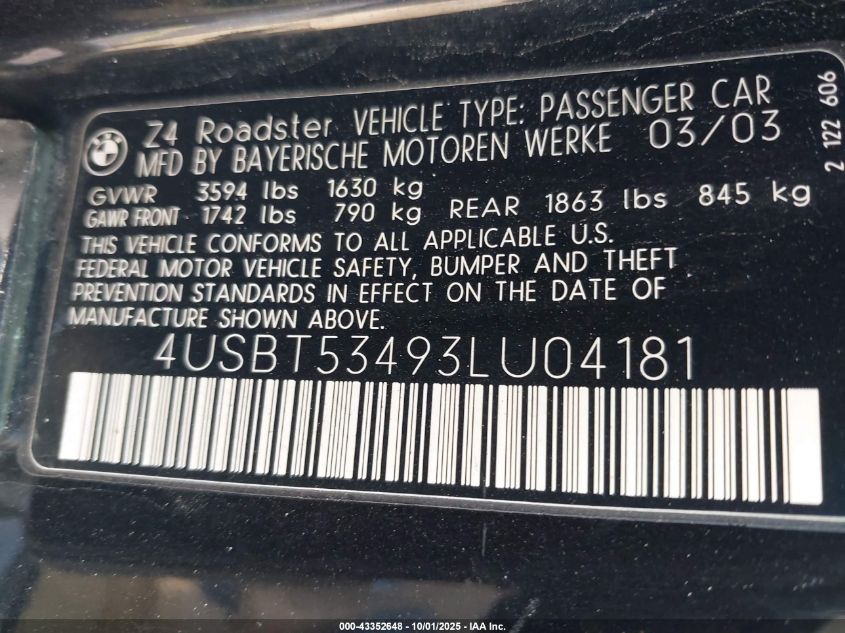 BMW
Z4 Roadster VEHICLE TYPE: PASSENGER CAR
MFD BY BAYERISCHE MOTOREN WERKE 03/03
GVWR 3594 lbs 1630 kg
GAWR FRONT 1742 lbs 790 kg REAR 1863 lbs 845 kg
THIS VEHICLE CONFORMS TO ALL APPLICABLE U.S.
FEDERAL MOTOR VEHICLE SAFETY, BUMPER AND THEFT
PREVENTION STANDARDS IN EFFECT ON THE DATE OF
MANUFACTURE SHOWN ABOVE.
4USBT53493LU04181
2 122 606
000-43352648 - 10/01/2025 - IAA Inc.